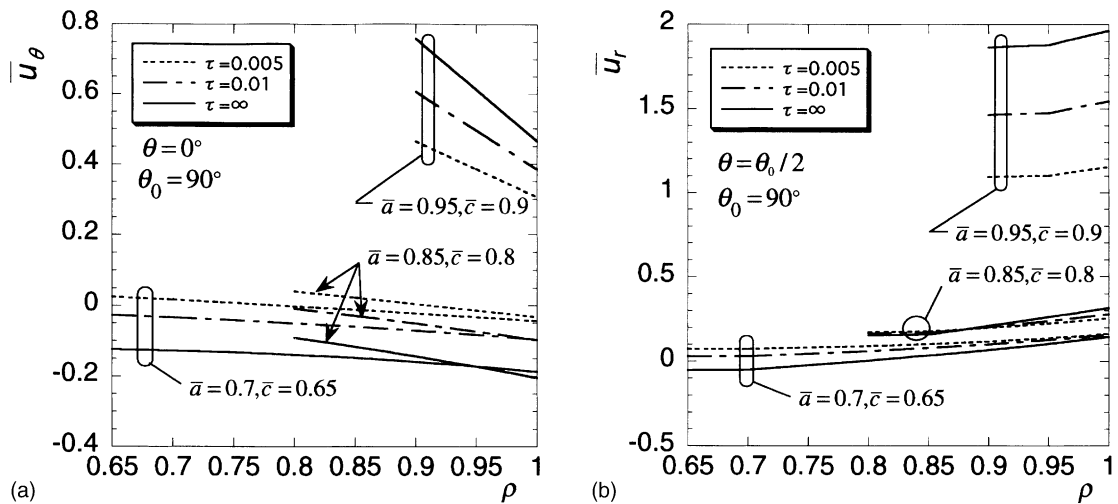 0.8
0.6
0.4
0.2
0
-0.2
-0.4
u̅_θ
τ=0.005
τ=0.01
τ=∞
θ=0°
θ₀=90°
a̅=0.95,c̅=0.9
a̅=0.85,c̅=0.8
a̅=0.7,c̅=0.65
0.65 0.7 0.75 0.8 0.85 0.9 0.95 1
ρ
(a)
2
1.5
1
0.5
0
-0.5
u̅_r
τ=0.005
τ=0.01
τ=∞
θ=θ₀/2
θ₀=90°
a̅=0.95,c̅=0.9
a̅=0.85,c̅=0.8
a̅=0.7,c̅=0.65
0.65 0.7 0.75 0.8 0.85 0.9 0.95 1
ρ
(b)